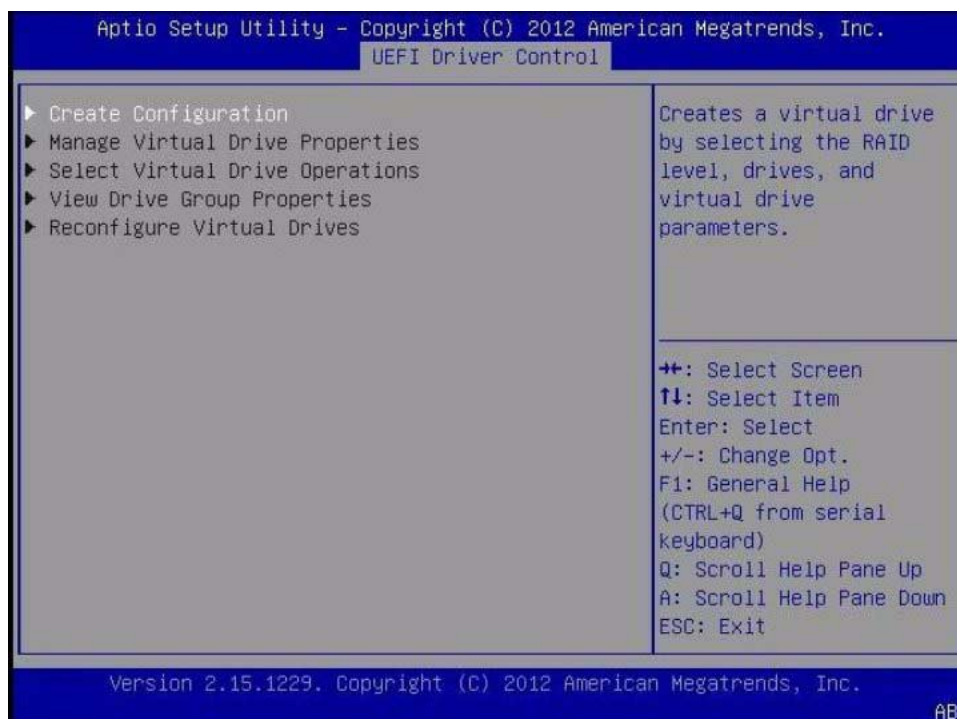 Aptio Setup Utility – Copyright (C) 2012 American Megatrends, Inc.
UEFI Driver Control
▶ Create Configuration
▶ Manage Virtual Drive Properties
▶ Select Virtual Drive Operations
▶ View Drive Group Properties
▶ Reconfigure Virtual Drives
Creates a virtual drive
by selecting the RAID
level, drives, and
virtual drive
parameters.
→←: Select Screen
↑↓: Select Item
Enter: Select
+/-: Change Opt.
F1: General Help
(CTRL+Q from serial
keyboard)
Q: Scroll Help Pane Up
A: Scroll Help Pane Down
ESC: Exit
Version 2.15.1229. Copyright (C) 2012 American Megatrends, Inc.
AB